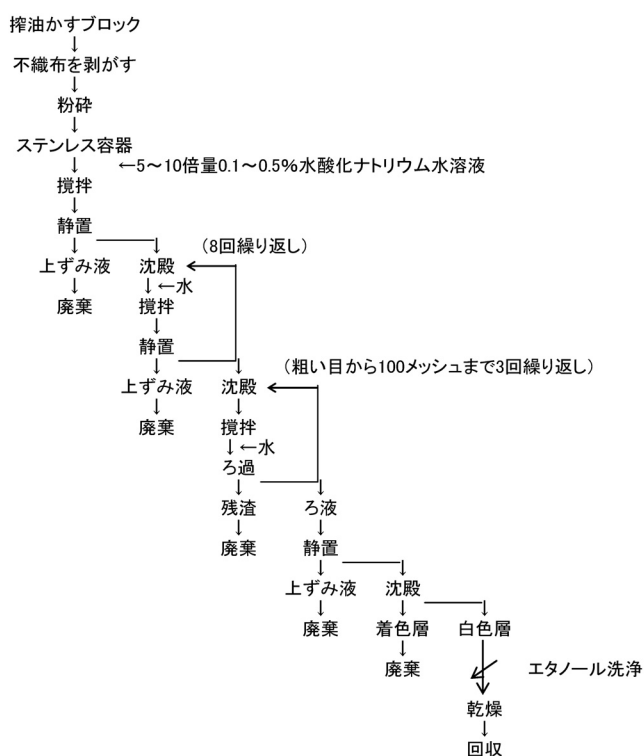 搾油かすブロック
↓
不織布を剥がす
↓
粉砕
↓
ステンレス容器
↓ ←5～10倍量0.1～0.5%水酸化ナトリウム水溶液
撹拌
↓
静置
↓ ↓ （8回繰り返し）
上ずみ液 沈殿
↓ ↓←水
廃棄 撹拌
↓
静置
↓ ↓ （粗い目から100メッシュまで3回繰り返し）
上ずみ液 沈殿
↓ ↓
廃棄 撹拌
↓←水
ろ過
↓ ↓
残渣 ろ液
↓ ↓
廃棄 静置
↓ ↓
上ずみ液 沈殿
↓ ↓ ↓
廃棄 着色層 白色層
↓
廃棄 エタノール洗浄
乾燥
↓
回収